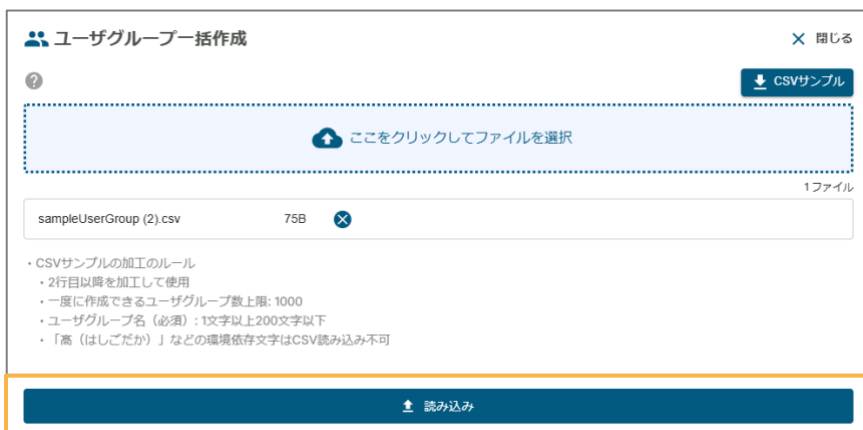 ユーザグループ一括作成
閉じる
CSVサンプル
ここをクリックしてファイルを選択
1ファイル
sampleUserGroup (2).csv 75B
・CSVサンプルの加工のルール
・2行目以降を加工して使用
・一度に作成できるユーザグループ数上限: 1000
・ユーザグループ名（必須）: 1文字以上200文字以下
・「髙（はしごだか）」などの環境依存文字はCSV読み込み不可
読み込み